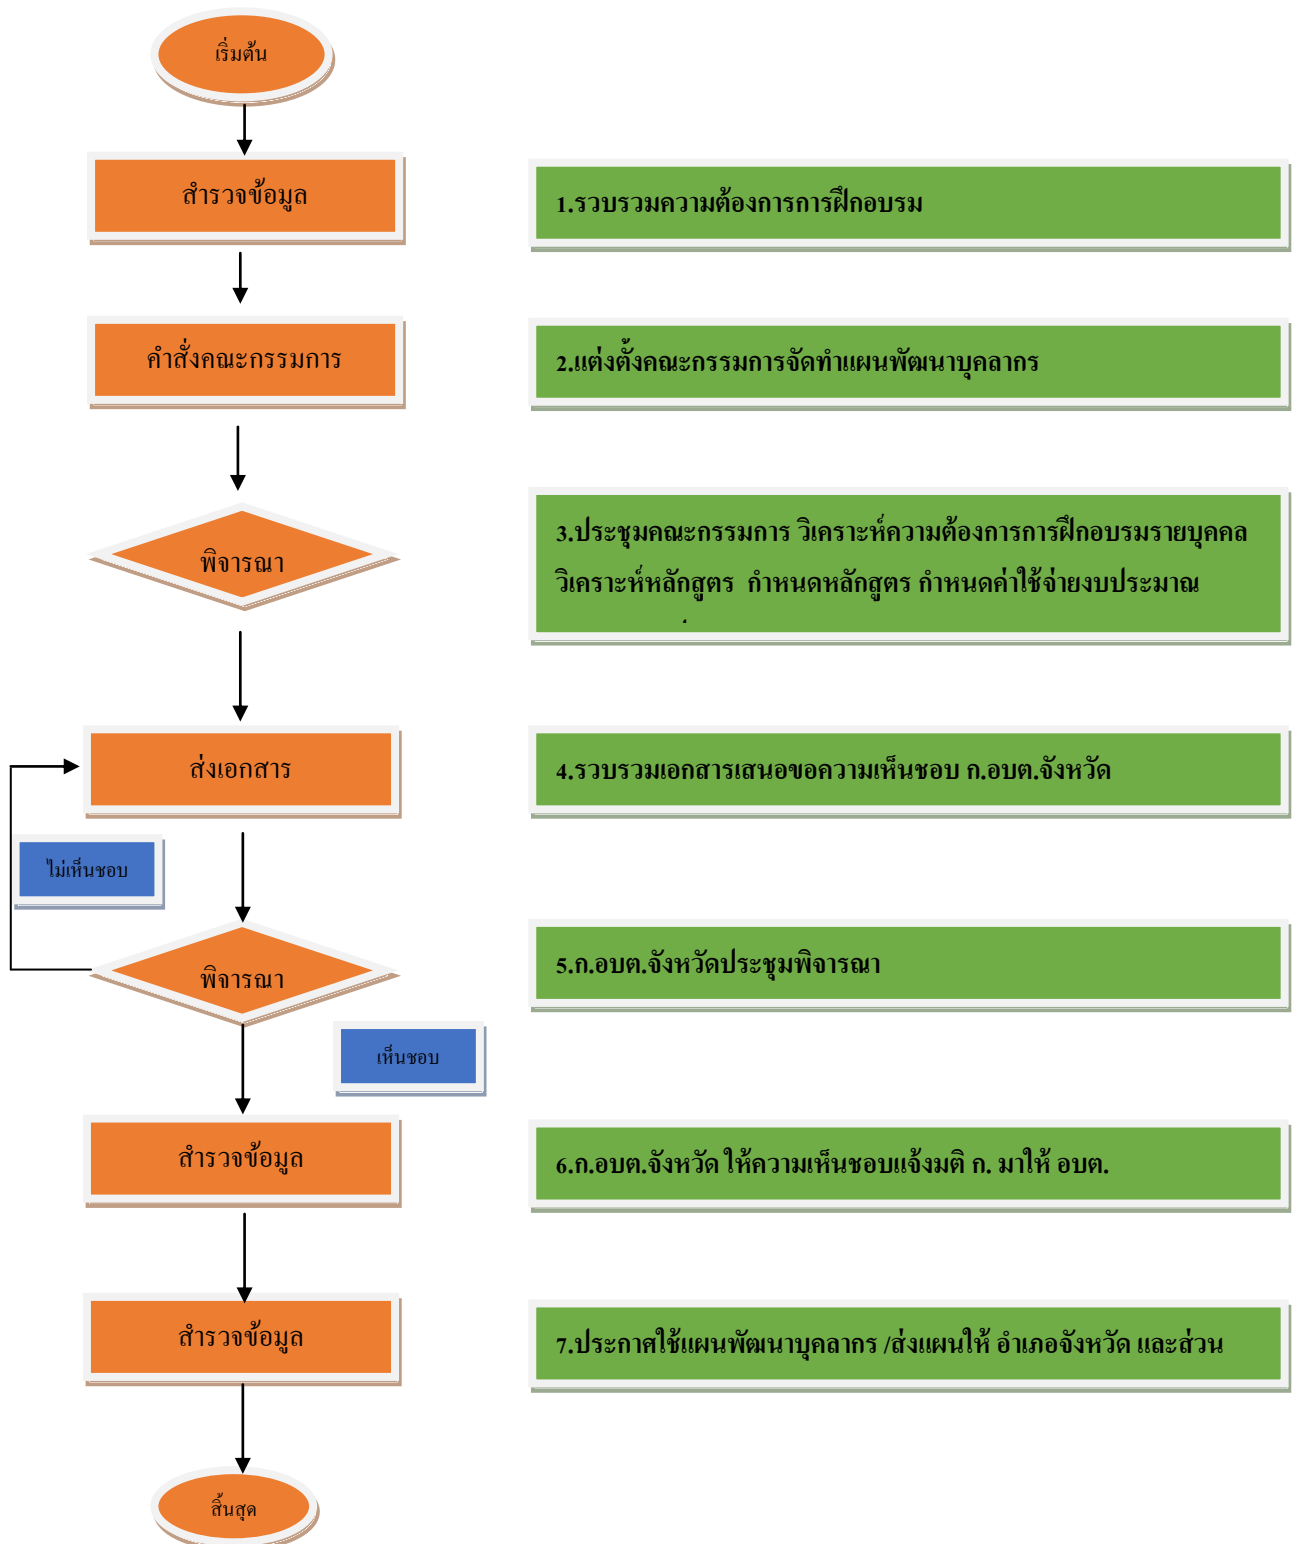 เริ่มต้น
สำรวจข้อมูล
1.รวบรวมความต้องการการฝึกอบรม
คำสั่งคณะกรรมการ
2.แต่งตั้งคณะกรรมการจัดทำแผนพัฒนาบุคลากร
พิจารณา
3.ประชุมคณะกรรมการ วิเคราะห์ความต้องการการฝึกอบรมรายบุคคล
วิเคราะห์หลักสูตร กำหนดหลักสูตร กำหนดค่าใช้จ่ายงบประมาณ
ส่งเอกสาร
4.รวบรวมเอกสารเสนอขอความเห็นชอบ ก.อบต.จังหวัด
ไม่เห็นชอบ
พิจารณา
5.ก.อบต.จังหวัดประชุมพิจารณา
เห็นชอบ
สำรวจข้อมูล
6.ก.อบต.จังหวัด ให้ความเห็นชอบแจ้งมติ ก. มาให้ อบต.
สำรวจข้อมูล
7.ประกาศใช้แผนพัฒนาบุคลากร /ส่งแผนให้ อำเภอจังหวัด และส่วน
สิ้นสุด